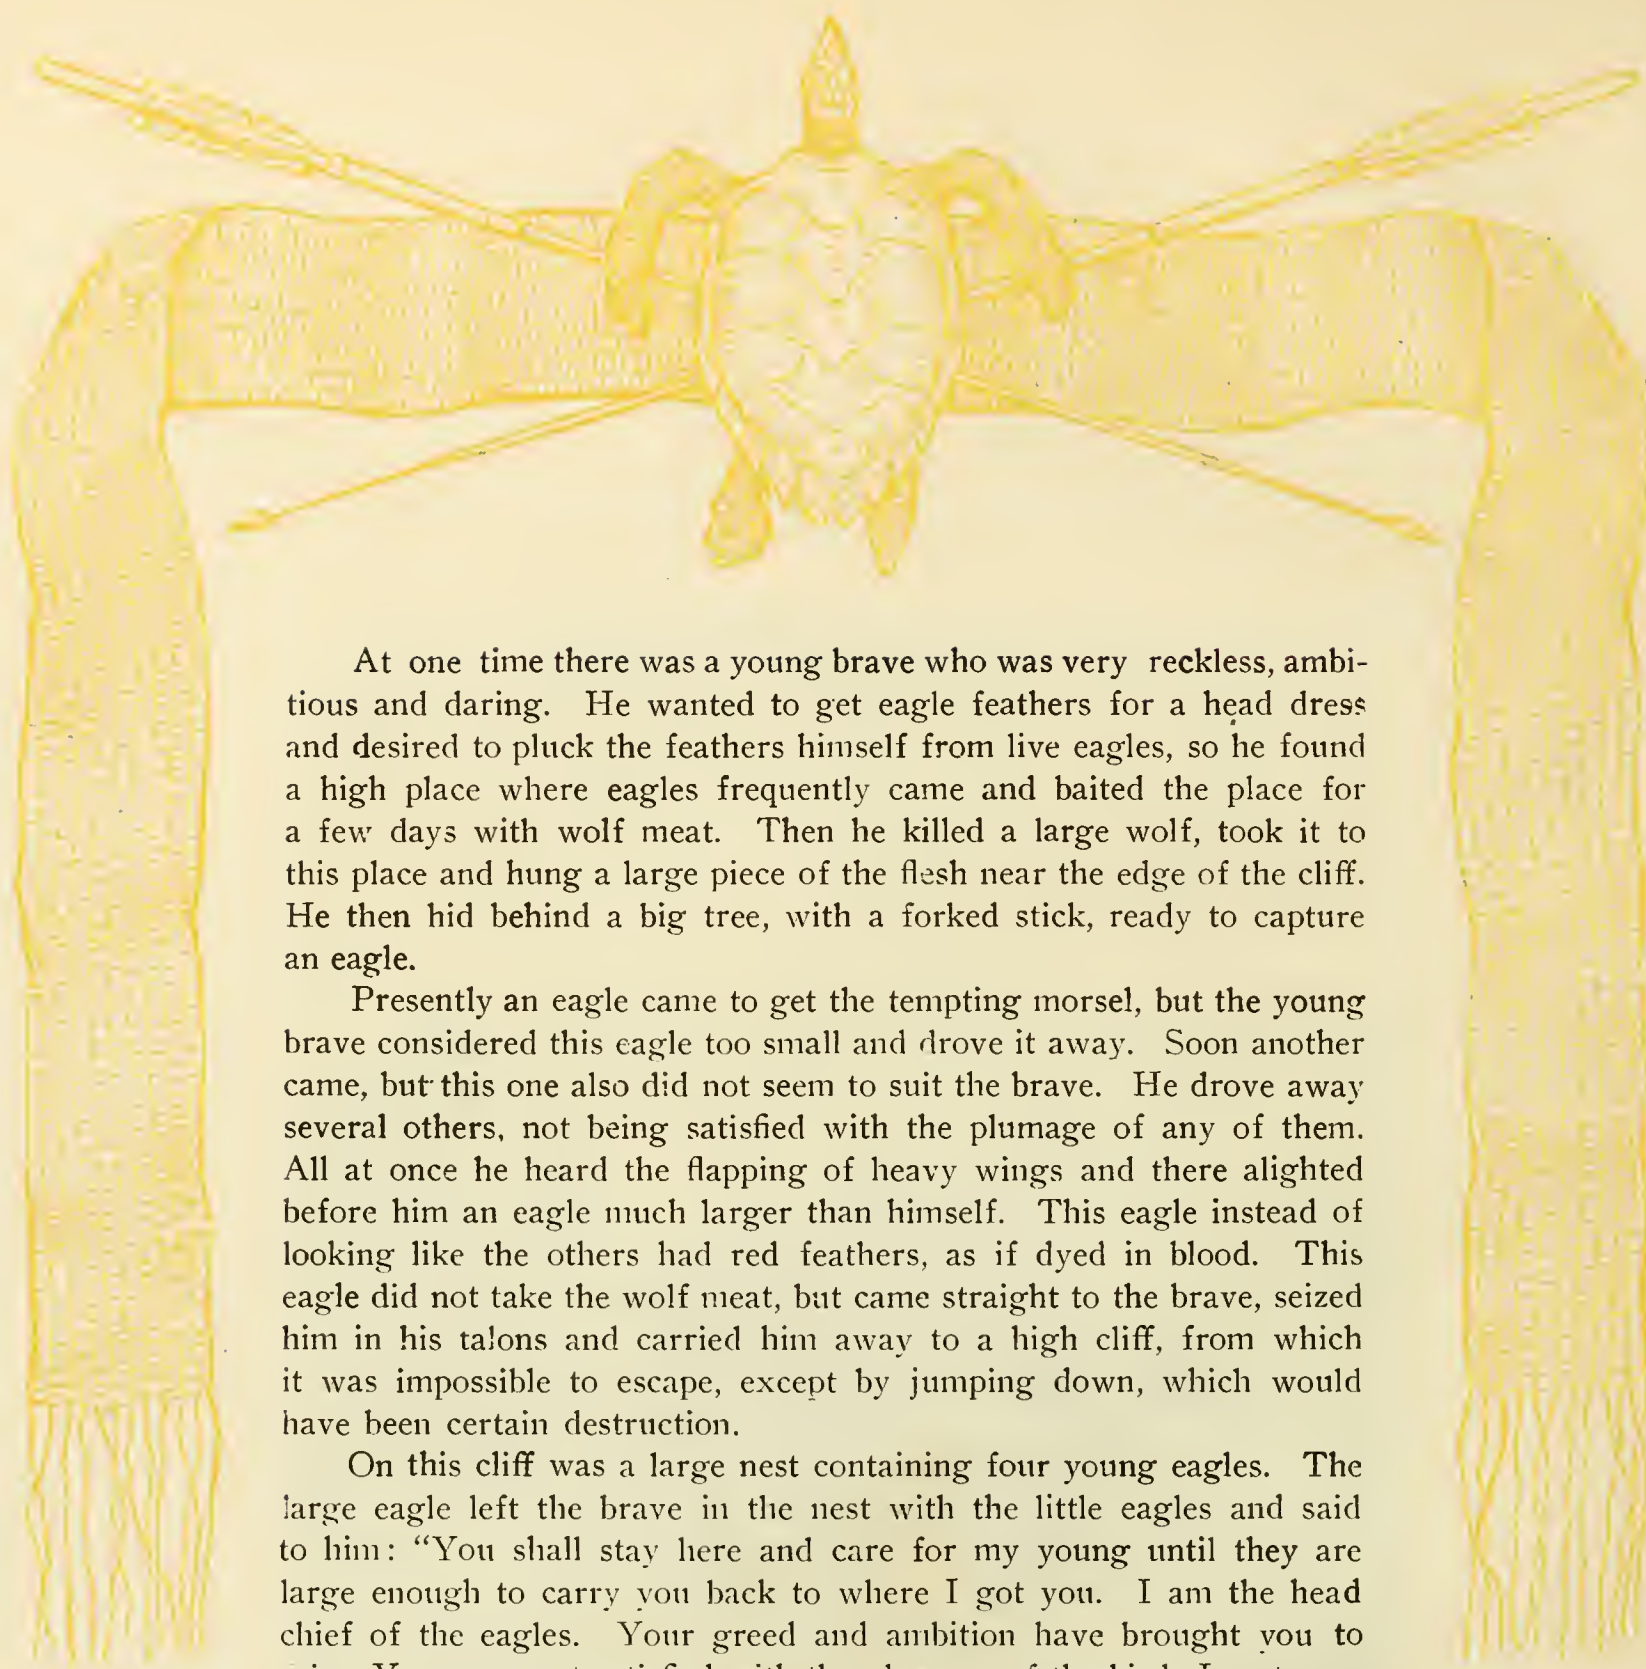 At one time there was a young brave who was very reckless, ambi-
tious and daring. He wanted to get eagle feathers for a head dress
and desired to pluck the feathers himself from live eagles, so he found
a high place where eagles frequently came and baited the place for
a few days with wolf meat. Then he killed a large wolf, took it to
this place and hung a large piece of the flesh near the edge of the cliff.
He then hid behind a big tree, with a forked stick, ready to capture
an eagle.
Presently an eagle came to get the tempting morsel, but the young
brave considered this eagle too small and drove it away. Soon another
came, but this one also did not seem to suit the brave. He drove away
several others, not being satisfied with the plumage of any of them.
All at once he heard the flapping of heavy wings and there alighted
before him an eagle much larger than himself. This eagle instead of
looking like the others had red feathers, as if dyed in blood. This
eagle did not take the wolf meat, but came straight to the brave, seized
him in his talons and carried him away to a high cliff, from which
it was impossible to escape, except by jumping down, which would
have been certain destruction.
On this cliff was a large nest containing four young eagles. The
large eagle left the brave in the nest with the little eagles and said
to him: “You shall stay here and care for my young until they are
large enough to carry you back to where I got you. I am the head
chief of the eagles. Your greed and ambition have brought you to